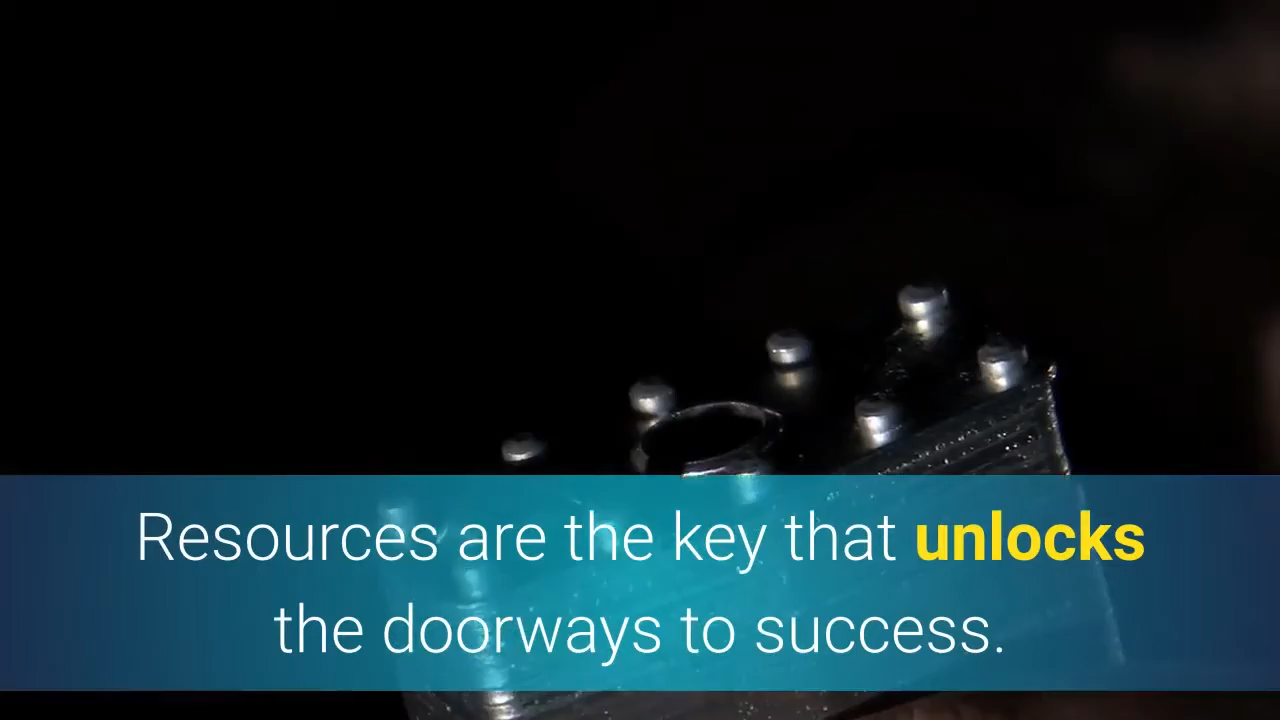 Resources are the key that unlocks
the doorways to success.